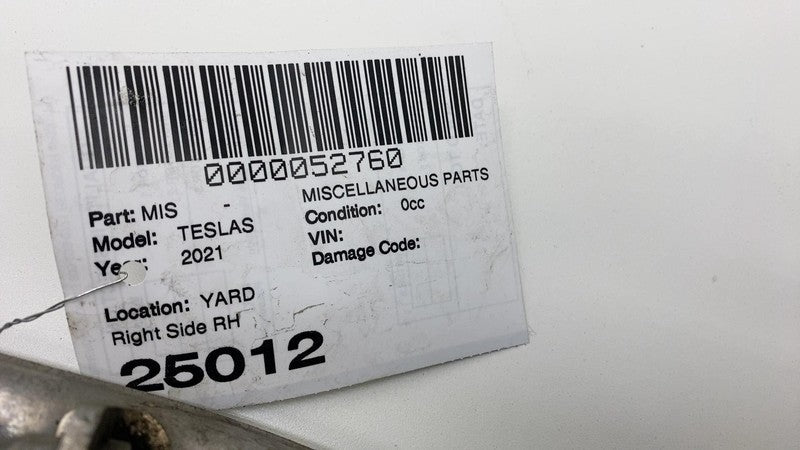 0000052760
Part: MIS - MISCELLANEOUS PARTS
Model: TESLAS Condition: 0cc
Year: 2021 VIN:
Damage Code:
Location: YARD
Right Side RH
25012